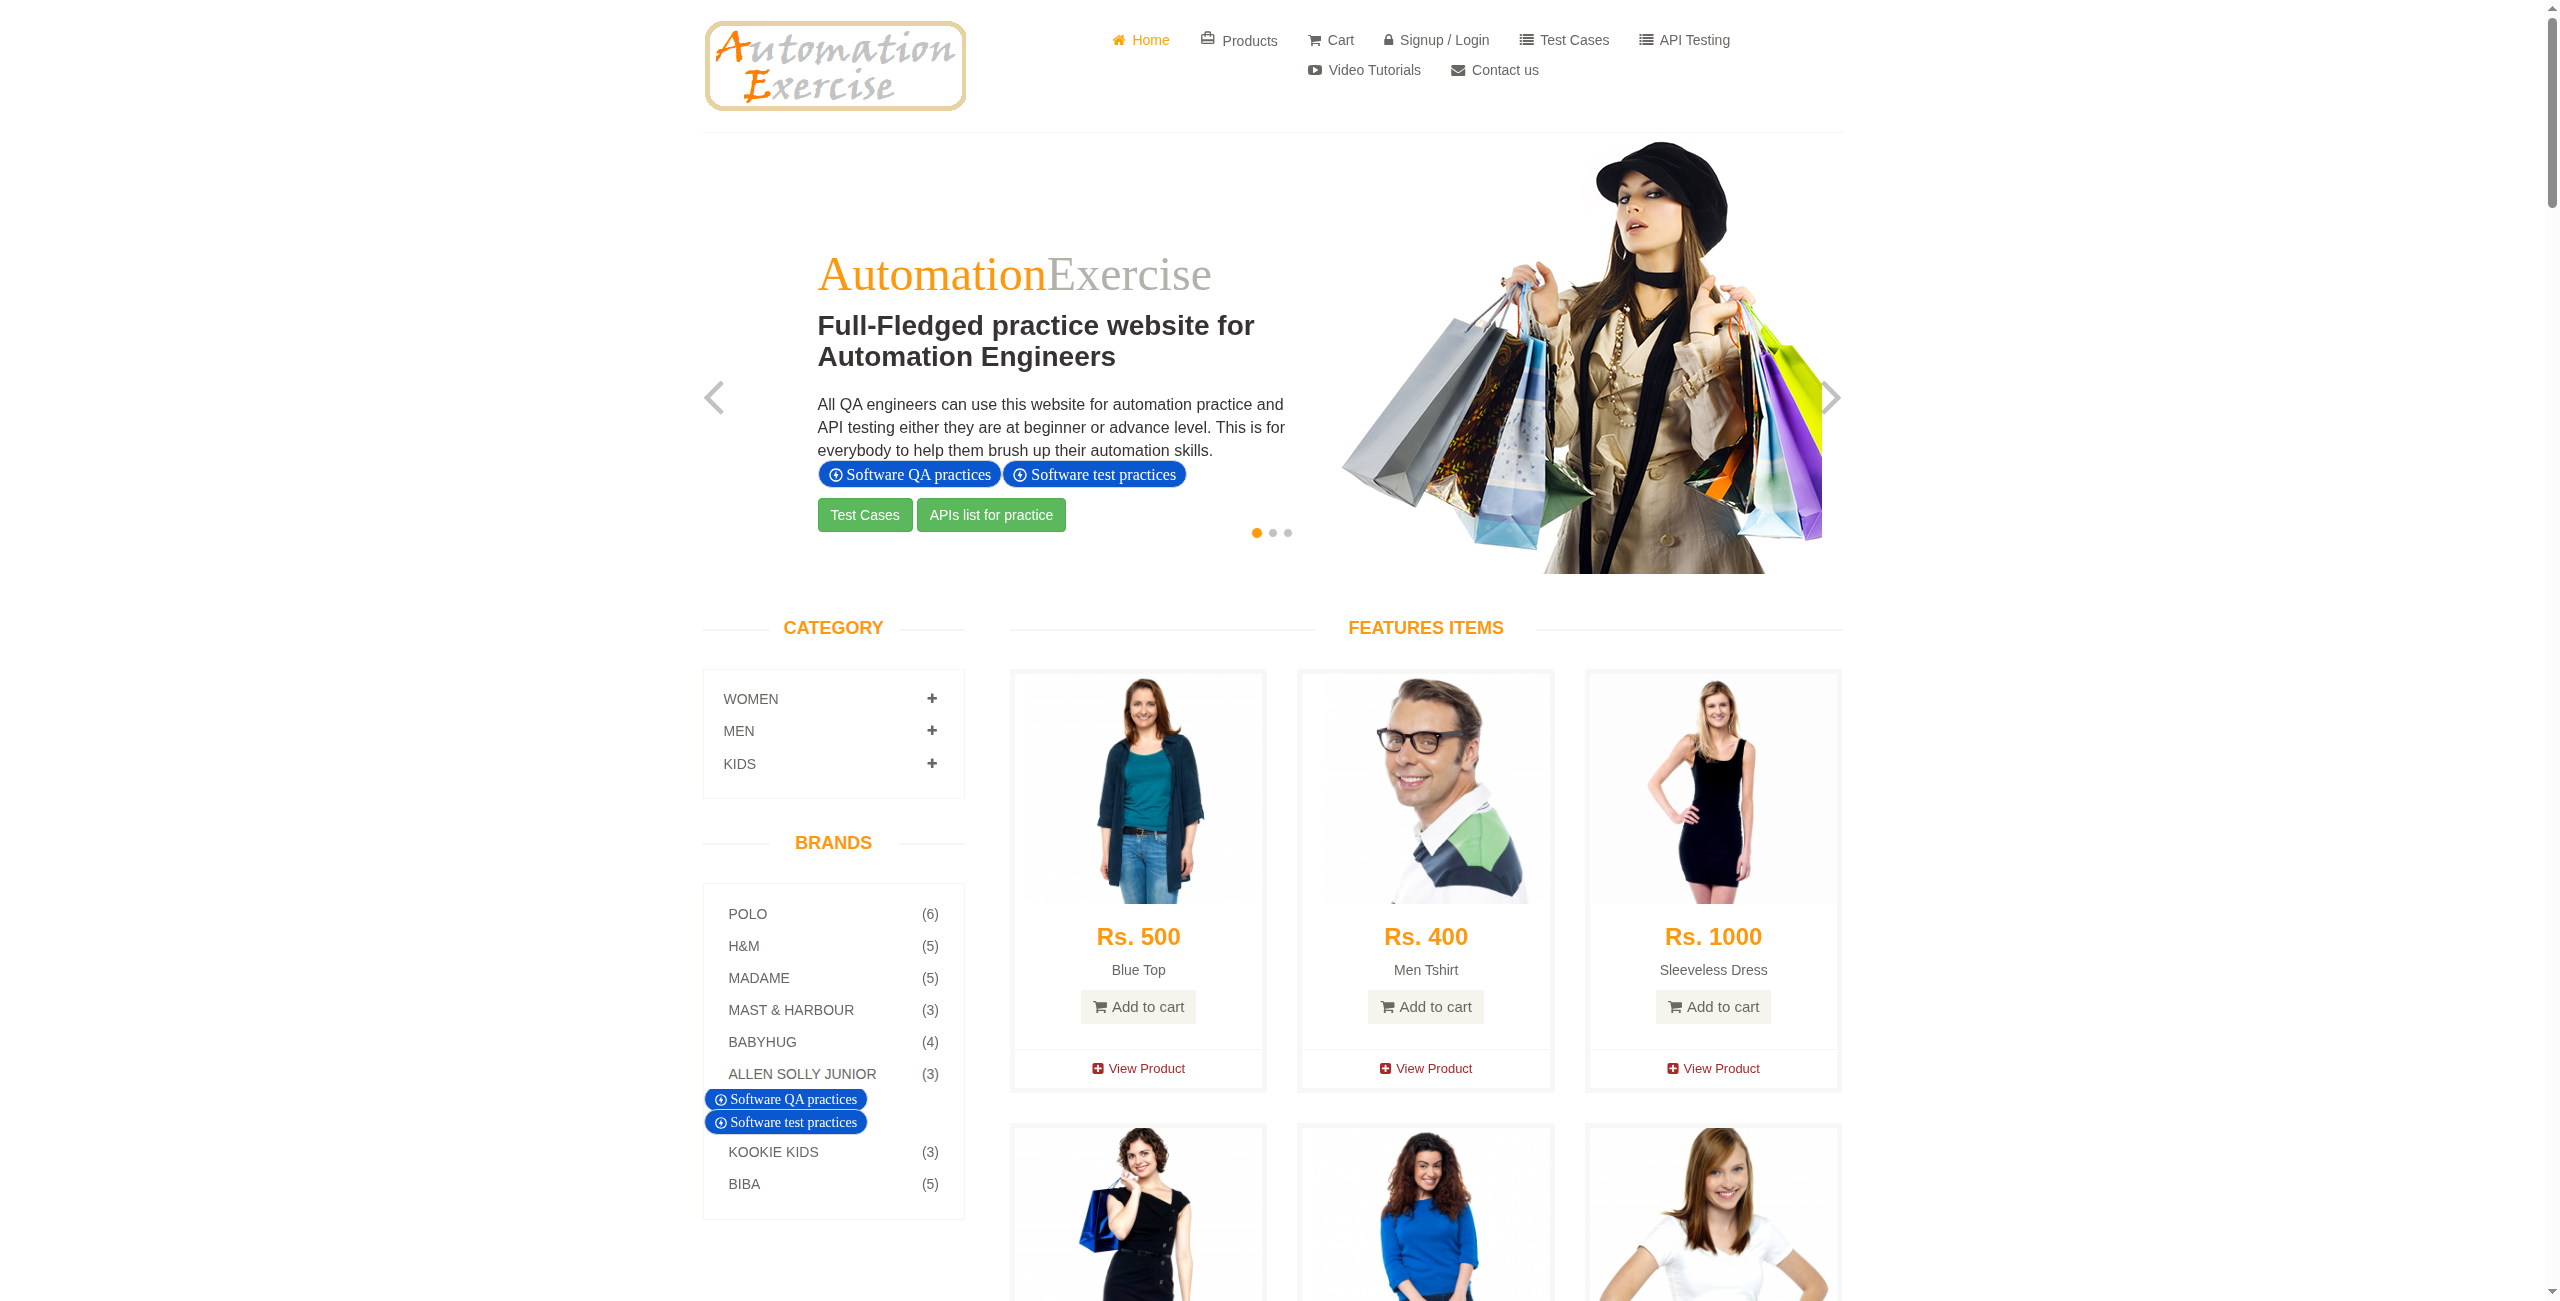 Automation
Exercise
Home
Products
Cart
Signup / Login
Test Cases
API Testing
Video Tutorials
Contact us
AutomationExercise
Full-Fledged practice website for
Automation Engineers
All QA engineers can use this website for automation practice and
API testing either they are at beginner or advance level. This is for
everybody to help them brush up their automation skills.
Software QA practices
Software test practices
Test Cases
APIs list for practice
CATEGORY
WOMEN
MEN
KIDS
BRANDS
POLO (6)
H&M (5)
MADAME (5)
MAST & HARBOUR (3)
BABYHUG (4)
ALLEN SOLLY JUNIOR (3)
Software QA practices
Software test practices
KOOKIE KIDS (3)
BIBA (5)
FEATURES ITEMS
Rs. 500
Blue Top
Add to cart
View Product
Rs. 400
Men Tshirt
Add to cart
View Product
Rs. 1000
Sleeveless Dress
Add to cart
View Product